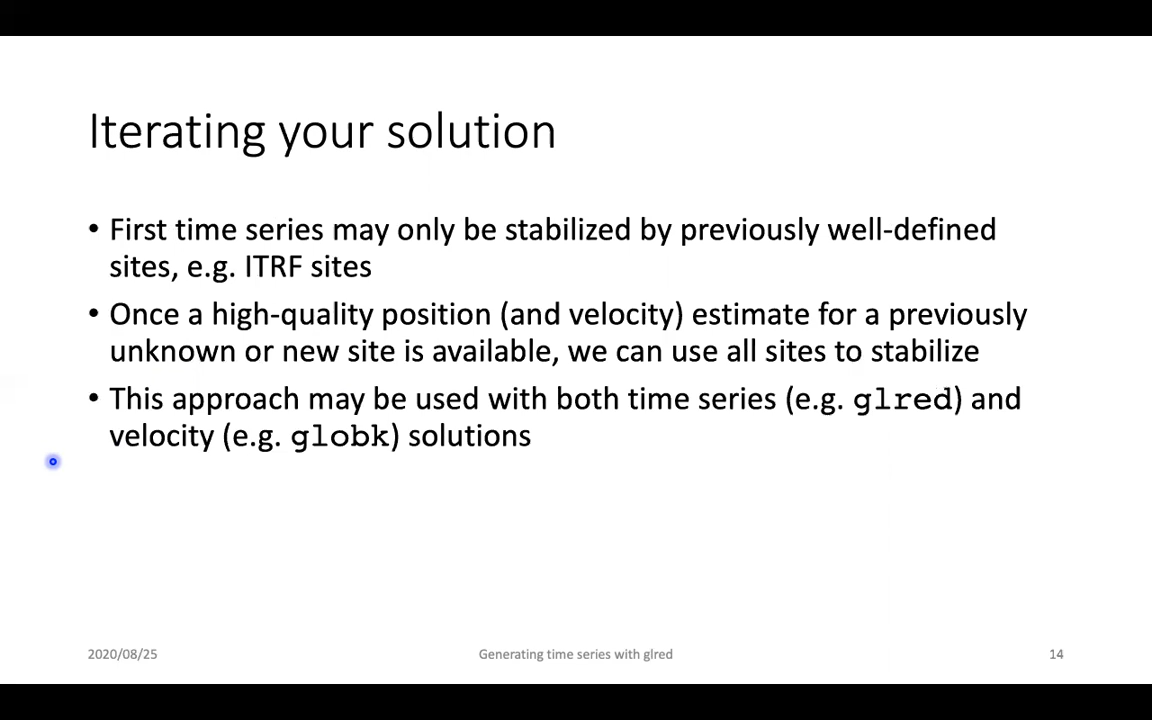 Iterating your solution
• First time series may only be stabilized by previously well-defined
sites, e.g. ITRF sites
• Once a high-quality position (and velocity) estimate for a previously
unknown or new site is available, we can use all sites to stabilize
• This approach may be used with both time series (e.g. glred) and
velocity (e.g. globk) solutions
2020/08/25
Generating time series with glred
14